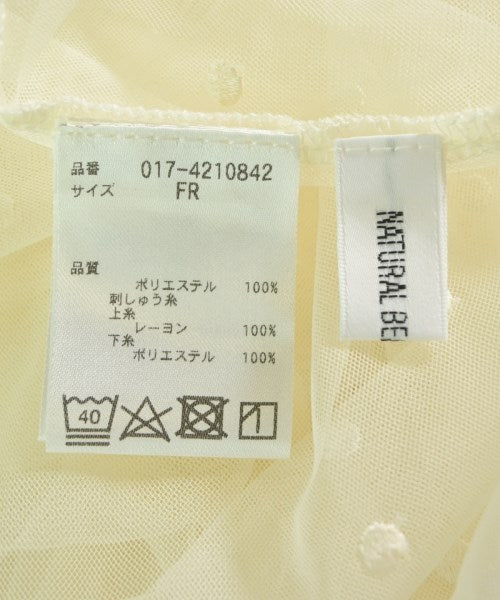 品番 017-4210842
サイズ FR
品質
ポリエステル 100%
刺しゅう糸
上糸
レーヨン 100%
下糸
ポリエステル 100%
40
NATURAL BE